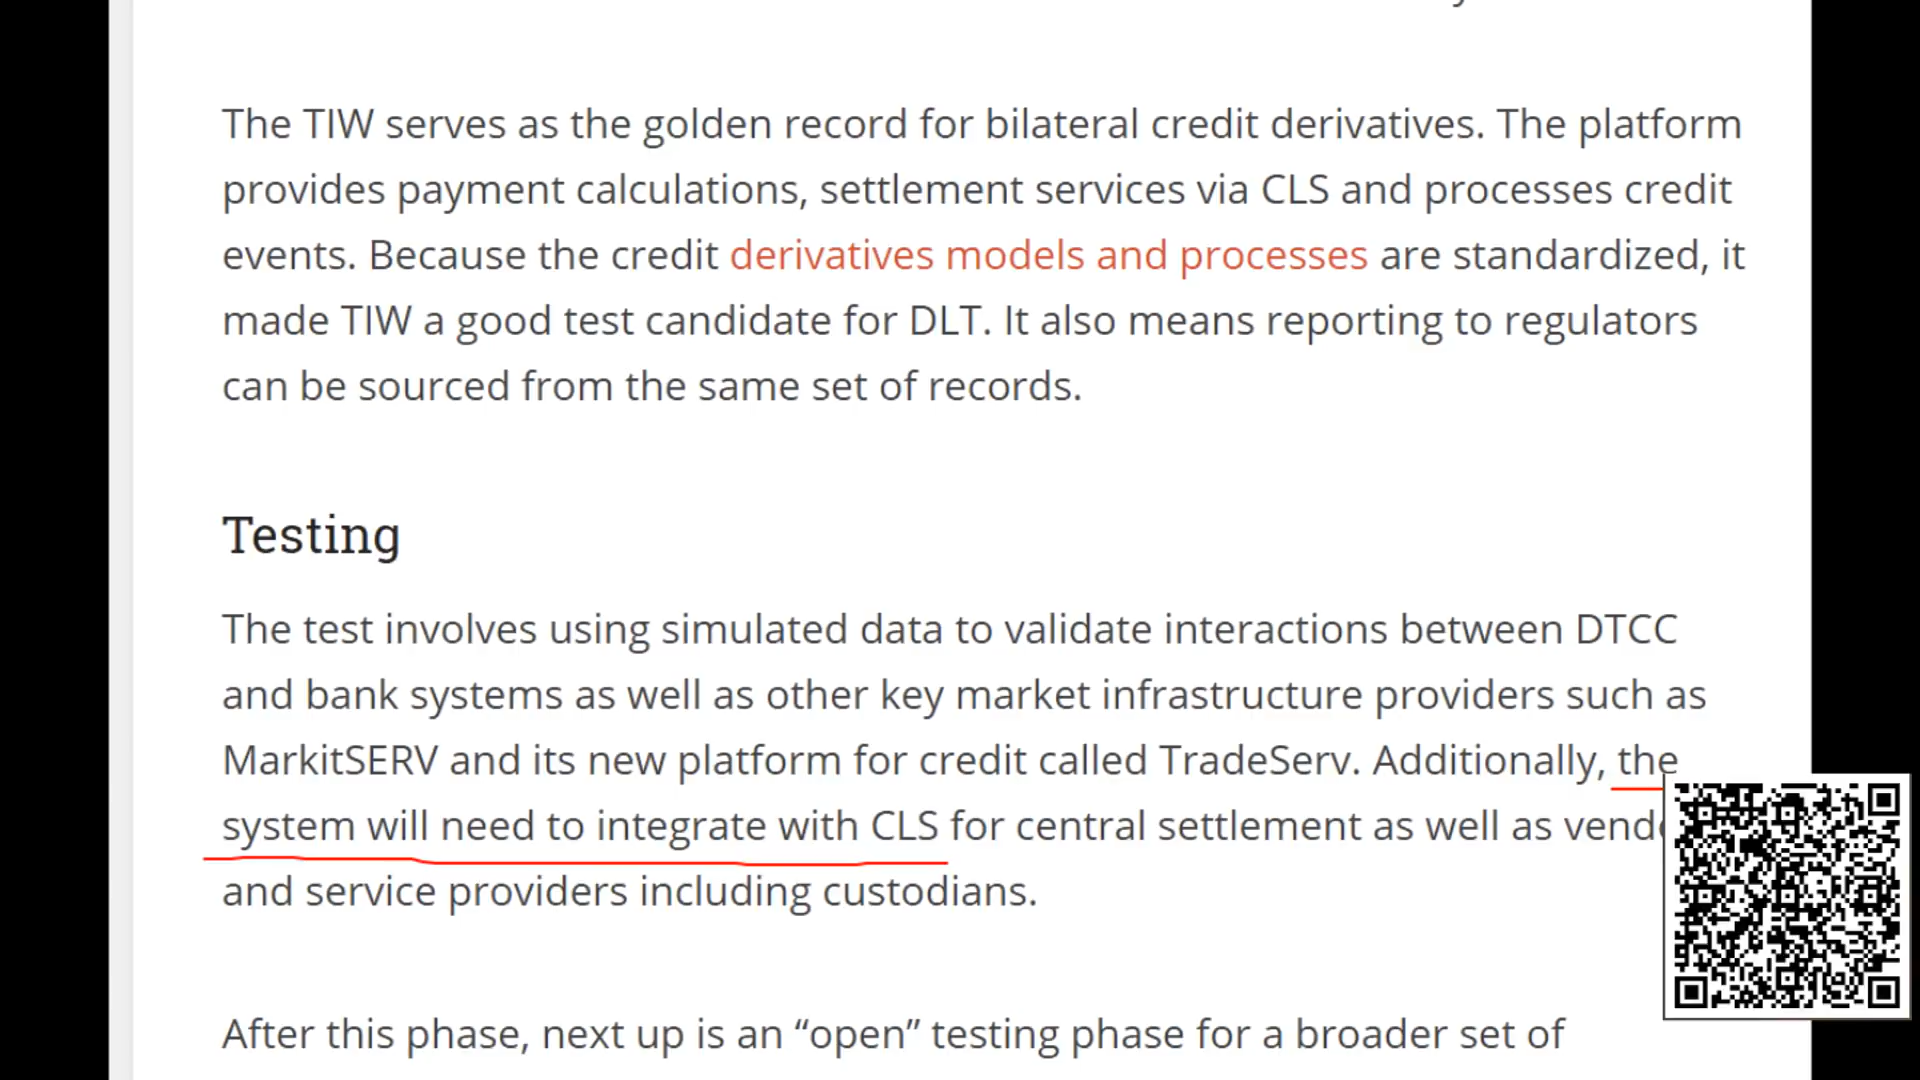 The TIW serves as the golden record for bilateral credit derivatives. The platform
provides payment calculations, settlement services via CLS and processes credit
events. Because the credit derivatives models and processes are standardized, it
made TIW a good test candidate for DLT. It also means reporting to regulators
can be sourced from the same set of records.
Testing
The test involves using simulated data to validate interactions between DTCC
and bank systems as well as other key market infrastructure providers such as
MarkitSERV and its new platform for credit called TradeServ. Additionally, the
system will need to integrate with CLS for central settlement as well as
and service providers including custodians.
After this phase, next up is an “open” testing phase for a broader set of